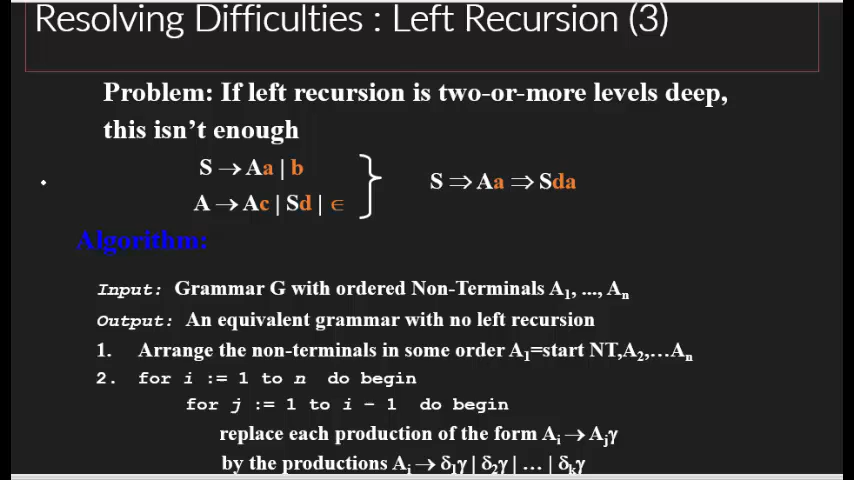 Resolving Difficulties : Left Recursion (3)
Problem: If left recursion is two-or-more levels deep,
this isn't enough
S → Aa | b
A → Ac | Sd | ∈
S ⇒ Aa ⇒ Sda
Algorithm:
Input: Grammar G with ordered Non-Terminals A₁, ..., Aₙ
Output: An equivalent grammar with no left recursion
1. Arrange the non-terminals in some order A₁=start NT,A₂,…Aₙ
2. for i := 1 to n do begin
for j := 1 to i – 1 do begin
replace each production of the form Aᵢ → Aⱼγ
by the productions Aᵢ → δ₁γ | δ₂γ | … | δₖγ